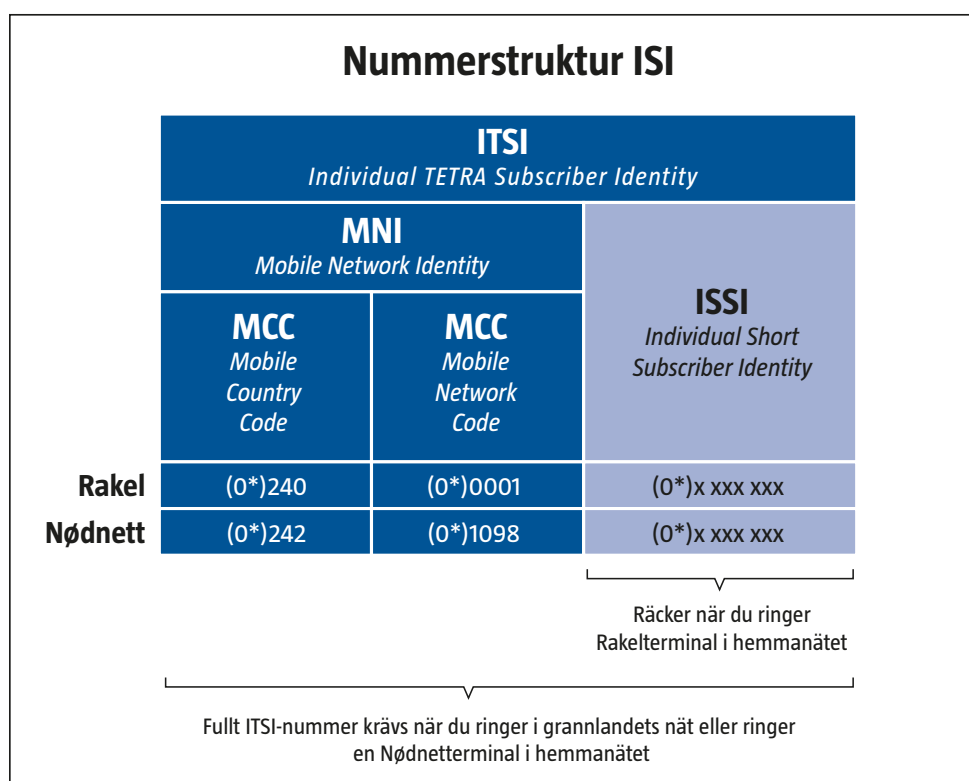 Nummerstruktur ISI
ITSI
Individual TETRA Subscriber Identity
MNI
Mobile Network Identity
ISSI
Individual Short
Subscriber Identity
MCC
Mobile
Country
Code
MCC
Mobile
Network
Code
Rakel (0*)240 (0*)0001 (0*)x xxx xxx
Nødnett (0*)242 (0*)1098 (0*)x xxx xxx
Räcker när du ringer
Rakelterminal i hemmanätet
Fullt ITSI-nummer krävs när du ringer i grannlandets nät eller ringer
en Nødnetterminal i hemmanätet